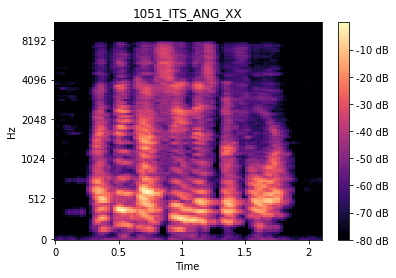 1051_ITS_ANG_XX
8192
4096
2048
1024
512
0
Hz
0
0.5
1
1.5
2
Time
-10 dB
-20 dB
-30 dB
-40 dB
-50 dB
-60 dB
-70 dB
-80 dB